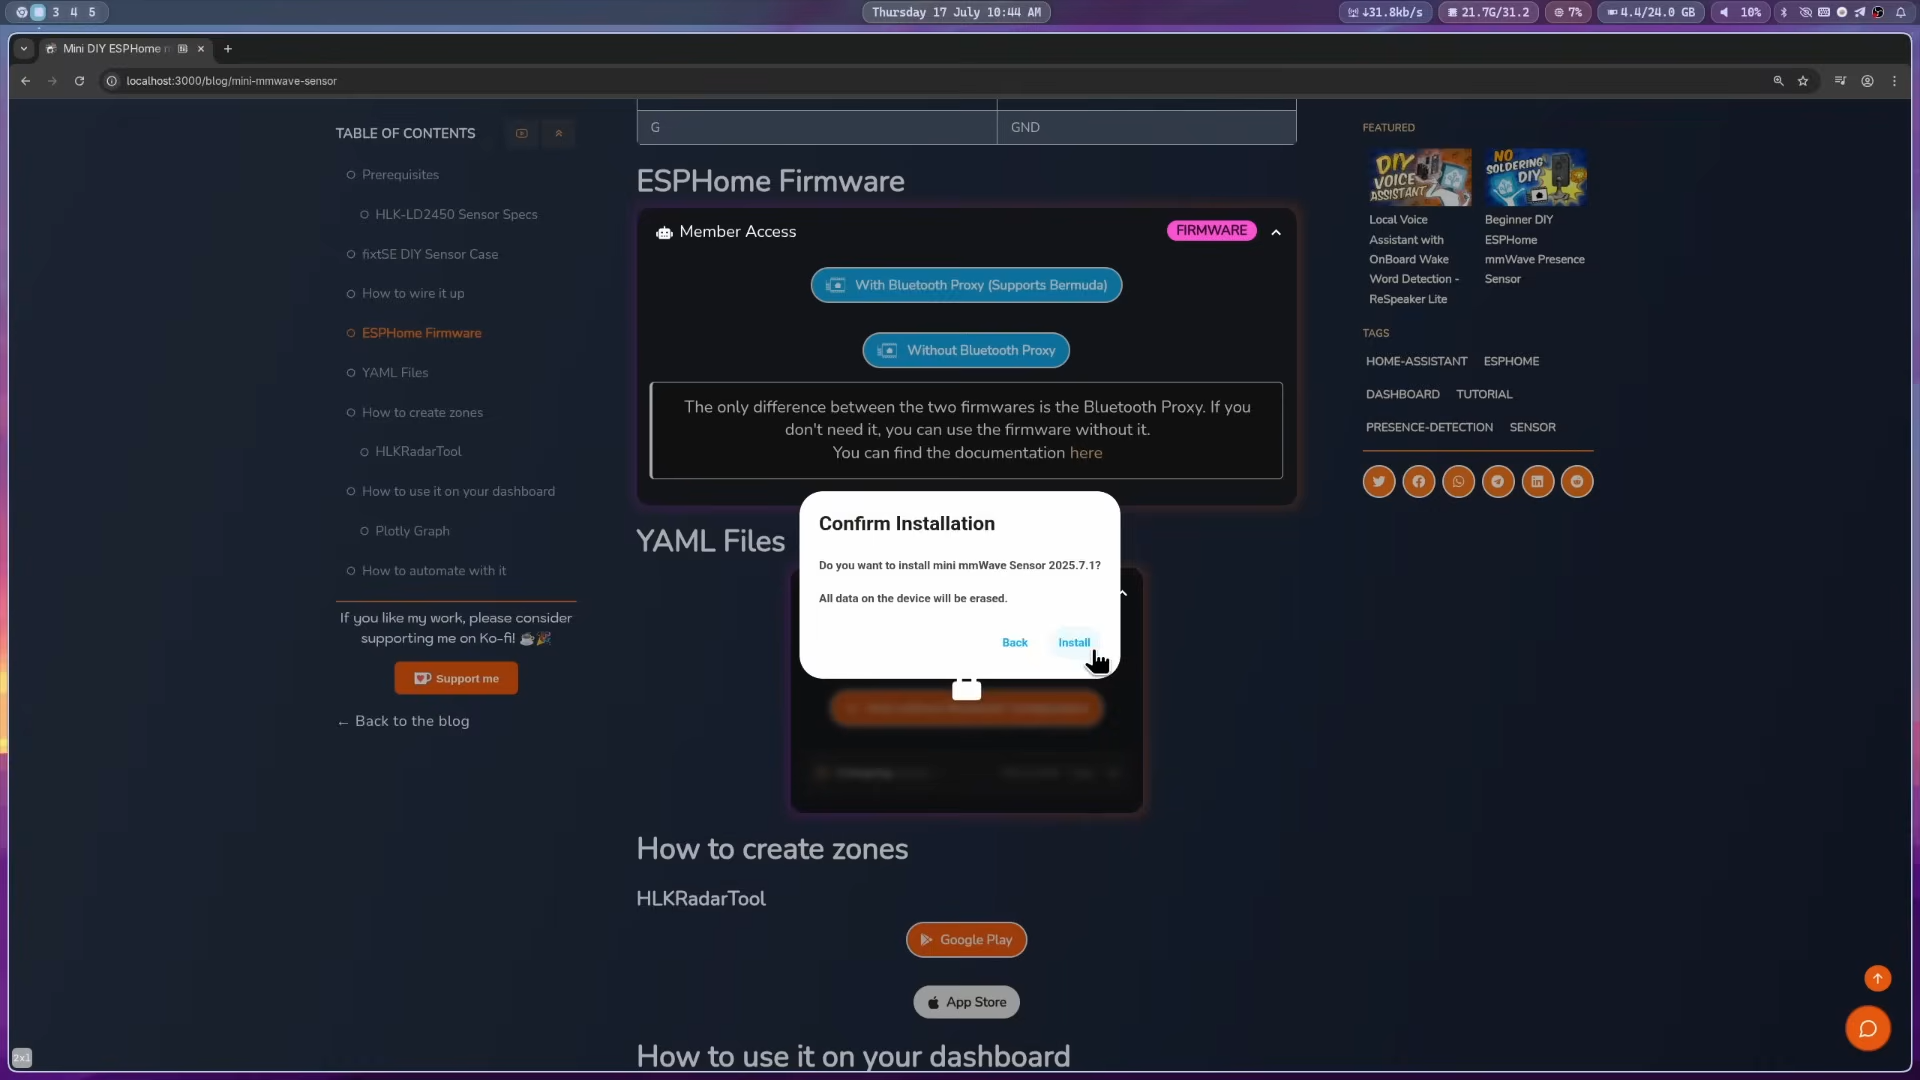 3 4 5
Thursday 17 July 10:44 AM
↓31.8kb/s
21.7G/31.2
7%
4.4/24.0 GB
10%
Mini DIY ESPHome
localhost:3000/blog/mini-mmwave-sensor
TABLE OF CONTENTS
Prerequisites
HLK-LD2450 Sensor Specs
fixtSE DIY Sensor Case
How to wire it up
ESPHome Firmware
YAML Files
How to create zones
HLKRadarTool
How to use it on your dashboard
Plotly Graph
How to automate with it
If you like my work, please consider
supporting me on Ko-fi! ☕🎉
Support me
← Back to the blog
G GND
ESPHome Firmware
Member Access
FIRMWARE
With Bluetooth Proxy (Supports Bermuda)
Without Bluetooth Proxy
The only difference between the two firmwares is the Bluetooth Proxy. If you
don't need it, you can use the firmware without it.
You can find the documentation here
YAML Files
Confirm Installation
Do you want to install mini mmWave Sensor 2025.7.1?
All data on the device will be erased.
Back
Install
How to create zones
HLKRadarTool
Google Play
App Store
How to use it on your dashboard
FEATURED
DIY
VOICE
ASSISTANT
NO
SOLDERING
DIY
Local Voice
Assistant with
OnBoard Wake
Word Detection -
ReSpeaker Lite
Beginner DIY
ESPHome
mmWave Presence
Sensor
TAGS
HOME-ASSISTANT ESPHOME
DASHBOARD TUTORIAL
PRESENCE-DETECTION SENSOR
2x1